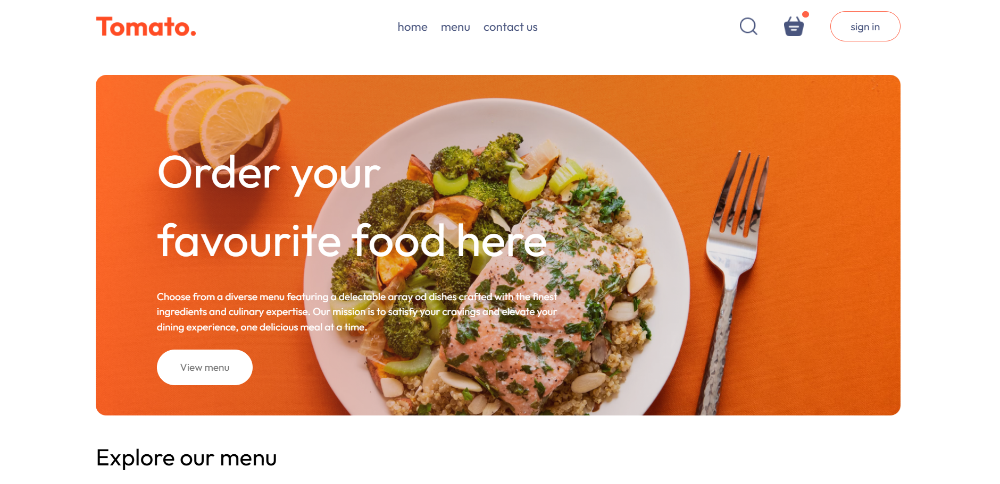 Tomato.
home menu contact us
sign in
Order your
favourite food here
Choose from a diverse menu featuring a delectable array od dishes crafted with the finest
ingredients and culinary expertise. Our mission is to satisfy your cravings and elevate your
dining experience, one delicious meal at a time.
View menu
Explore our menu